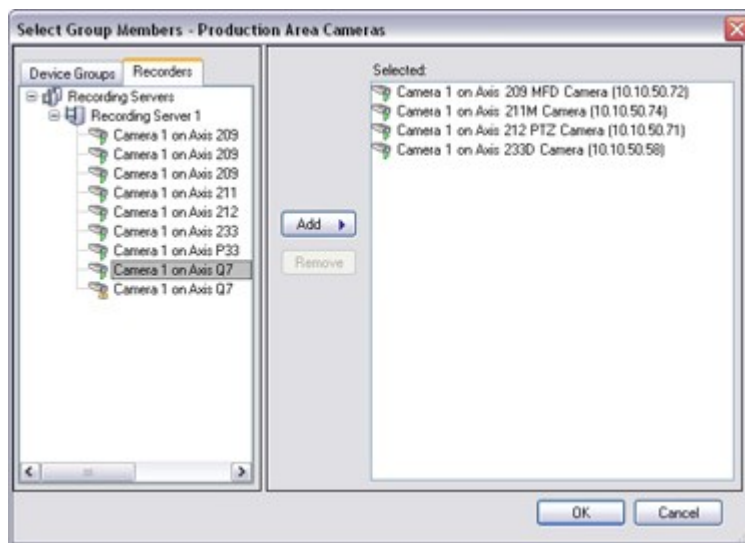 Select Group Members - Production Area Cameras
Device Groups
Recorders
Recording Servers
Recording Server 1
Camera 1 on Axis 209
Camera 1 on Axis 209
Camera 1 on Axis 209
Camera 1 on Axis 211
Camera 1 on Axis 212
Camera 1 on Axis 233
Camera 1 on Axis P33
Camera 1 on Axis Q7
Camera 1 on Axis Q7
Add
Remove
Selected:
Camera 1 on Axis 209 MFD Camera (10.10.50.72)
Camera 1 on Axis 211M Camera (10.10.50.74)
Camera 1 on Axis 212 PTZ Camera (10.10.50.71)
Camera 1 on Axis 233D Camera (10.10.50.58)
OK
Cancel